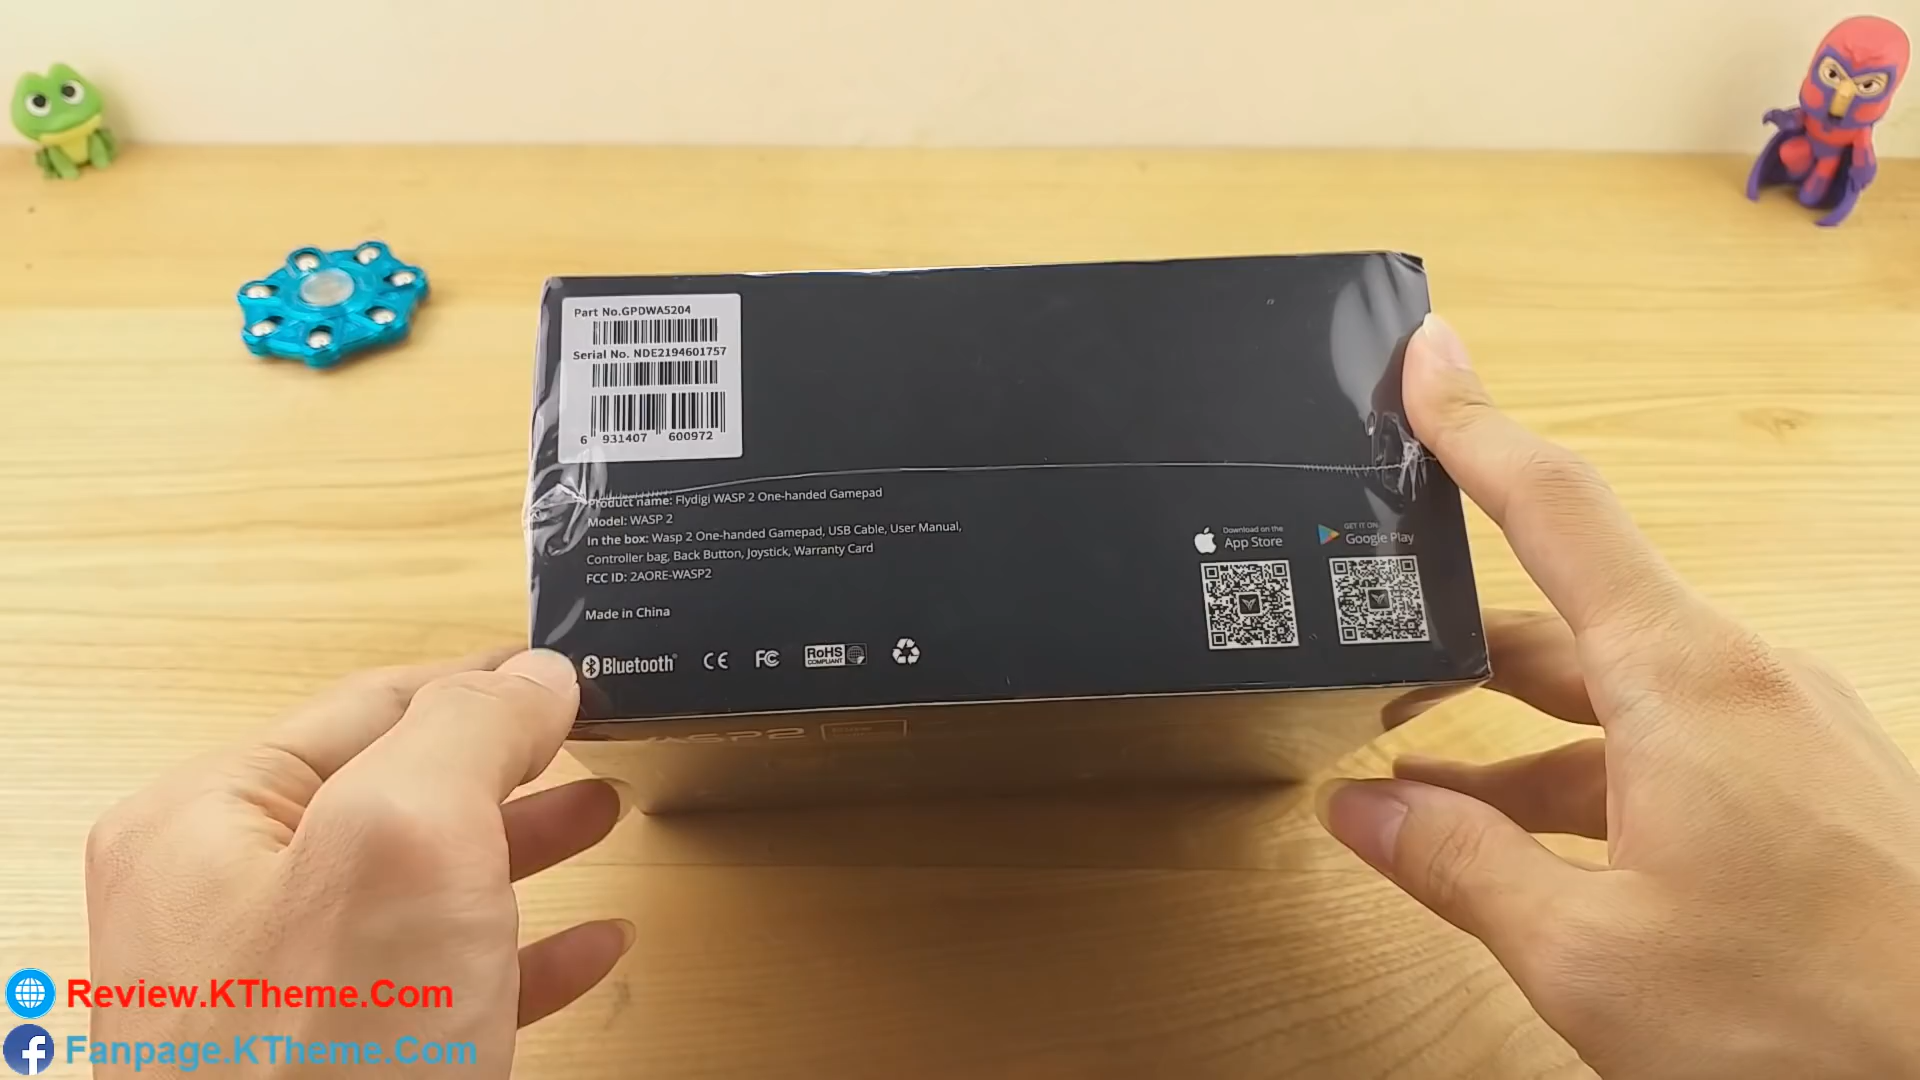 Part No.GPDWA5204
Serial No. NDE2194601757
6 931407 600972
Product name: Flydigi WASP 2 One-handed Gamepad
Model: WASP 2
In the box: Wasp 2 One-handed Gamepad, USB Cable, User Manual,
Controller bag, Back Button, Joystick, Warranty Card
FCC ID: 2AORE-WASP2
Made in China
Bluetooth®
CE FC RoHS
COMPLIANT
Download on the
App Store
GET IT ON
Google Play
WASP2
Review.KTheme.Com
Fanpage.KTheme.Com